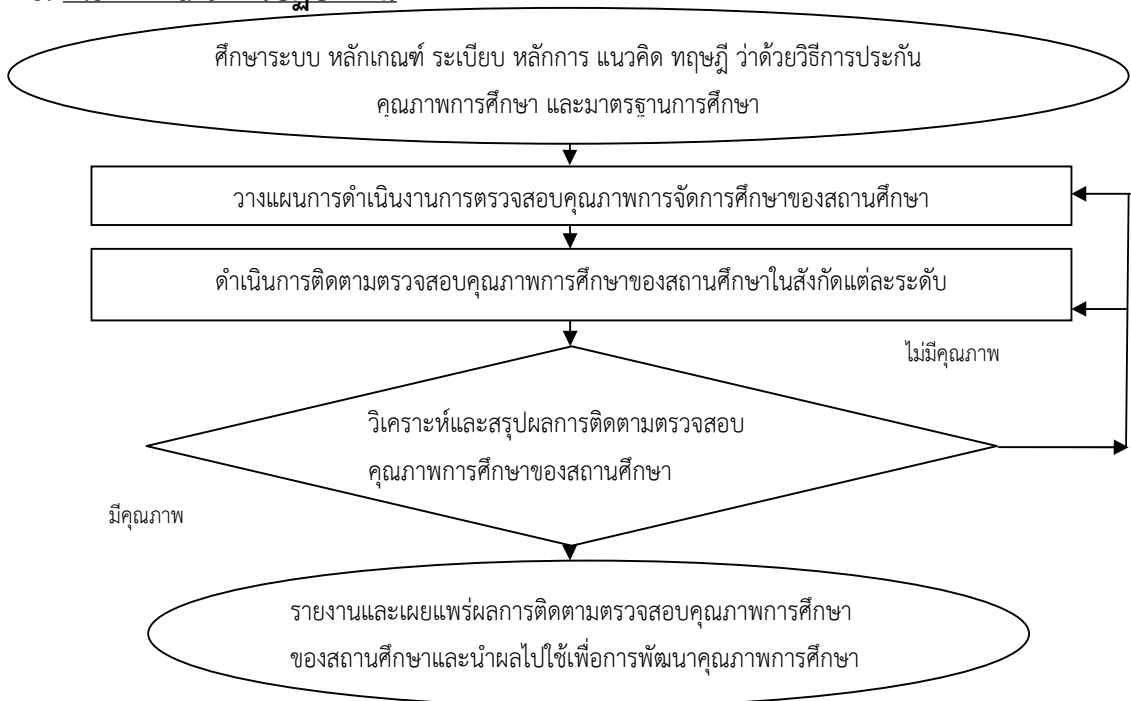 ศึกษาระบบ หลักเกณฑ์ ระเบียบ หลักการ แนวคิด ทฤษฎี ว่าด้วยวิธีการประกัน
คุณภาพการศึกษา และมาตรฐานการศึกษา
วางแผนการดำเนินงานการตรวจสอบคุณภาพการจัดการศึกษาของสถานศึกษา
ดำเนินการติดตามตรวจสอบคุณภาพการศึกษาของสถานศึกษาในสังกัดแต่ละระดับ
ไม่มีคุณภาพ
วิเคราะห์และสรุปผลการติดตามตรวจสอบ
คุณภาพการศึกษาของสถานศึกษา
มีคุณภาพ
รายงานและเผยแพร่ผลการติดตามตรวจสอบคุณภาพการศึกษา
ของสถานศึกษาและนำผลไปใช้เพื่อการพัฒนาคุณภาพการศึกษา